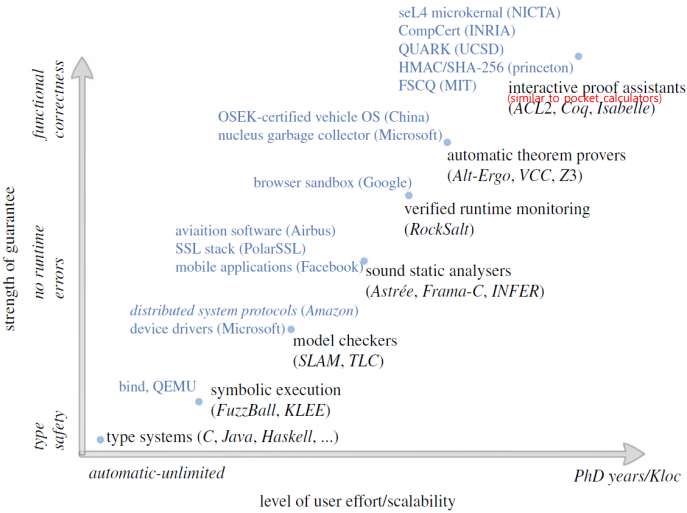 seL4 microkernal (NICTA)
CompCert (INRIA)
QUARK (UCSD)
HMAC/SHA-256 (princeton)
FSCQ (MIT)
interactive proof assistants
(similar to pocket calculators)
(ACL2, Coq, Isabelle)
functional
correctness
OSEK-certified vehicle OS (China)
nucleus garbage collector (Microsoft)
automatic theorem provers
(Alt-Ergo, VCC, Z3)
browser sandbox (Google)
verified runtime monitoring
(RockSalt)
strength of guarantee
no runtime
errors
aviaition software (Airbus)
SSL stack (PolarSSL)
mobile applications (Facebook)
sound static analysers
(Astrée, Frama-C, INFER)
distributed system protocols (Amazon)
device drivers (Microsoft)
model checkers
(SLAM, TLC)
bind, QEMU
symbolic execution
(FuzzBall, KLEE)
type
safety
type systems (C, Java, Haskell, ...)
automatic-unlimited
PhD years/Kloc
level of user effort/scalability